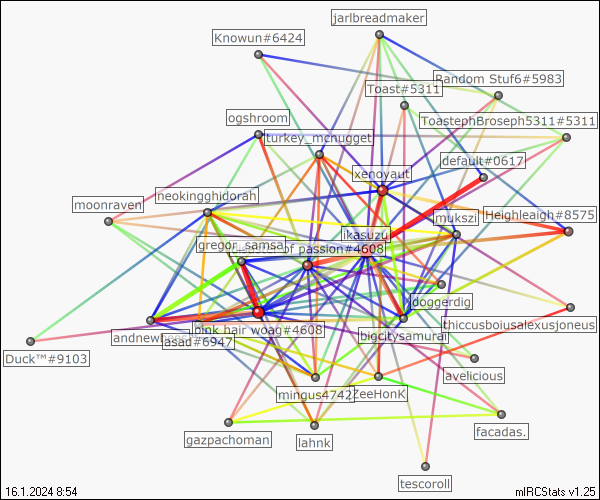 jarlbreadmaker
Knowun#6424
Random Stuf6#5983
Toast#5311
ogshroom
ToastephBroseph5311#5311
turkey_mcnugget
default#0617
xenoyaut
neokingghidorah
moonraven
mukszi
Heighleaigh#8575
ikasuzu
gregor_samsa
of passion#4608
doggerdig
thiccusboiusalexusjoneus
pink hair woag#4608
andnewt
asad#6947
bigcitysamurai
Duck™#9103
avelicious
mingus4742
ZeeHonK
facadas.
gazpachoman
lahnk
tescoroll
16.1.2024 8:54
mIRCStats v1.25